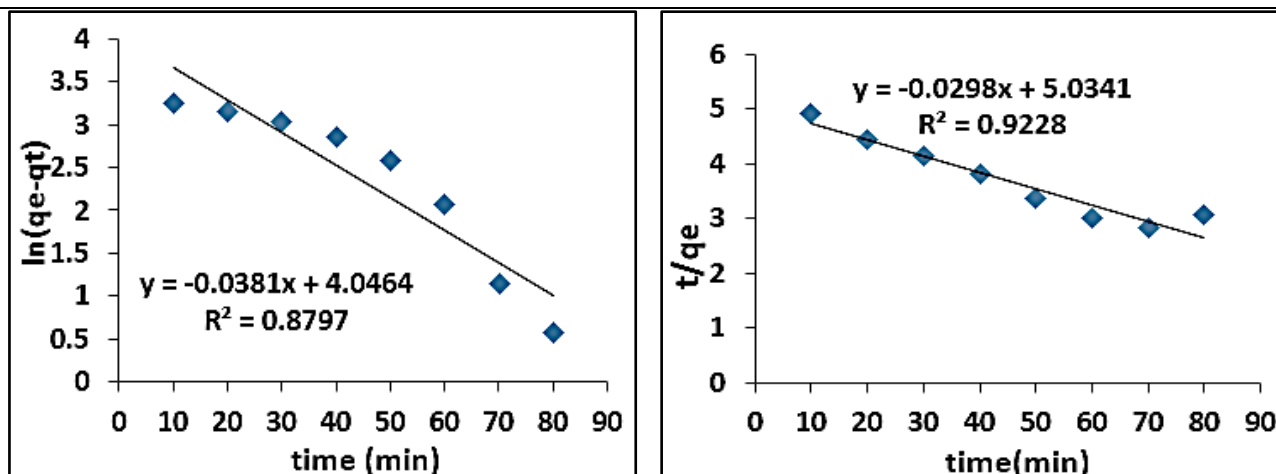 4
3.5
3
2.5
2
1.5
1
0.5
0
ln(qe-qt)
y = -0.0381x + 4.0464
R² = 0.8797
0 10 20 30 40 50 60 70 80 90
time (min)
6
5
4
3
2
1
0
t/qe
y = -0.0298x + 5.0341
R² = 0.9228
0 10 20 30 40 50 60 70 80 90
time(min)